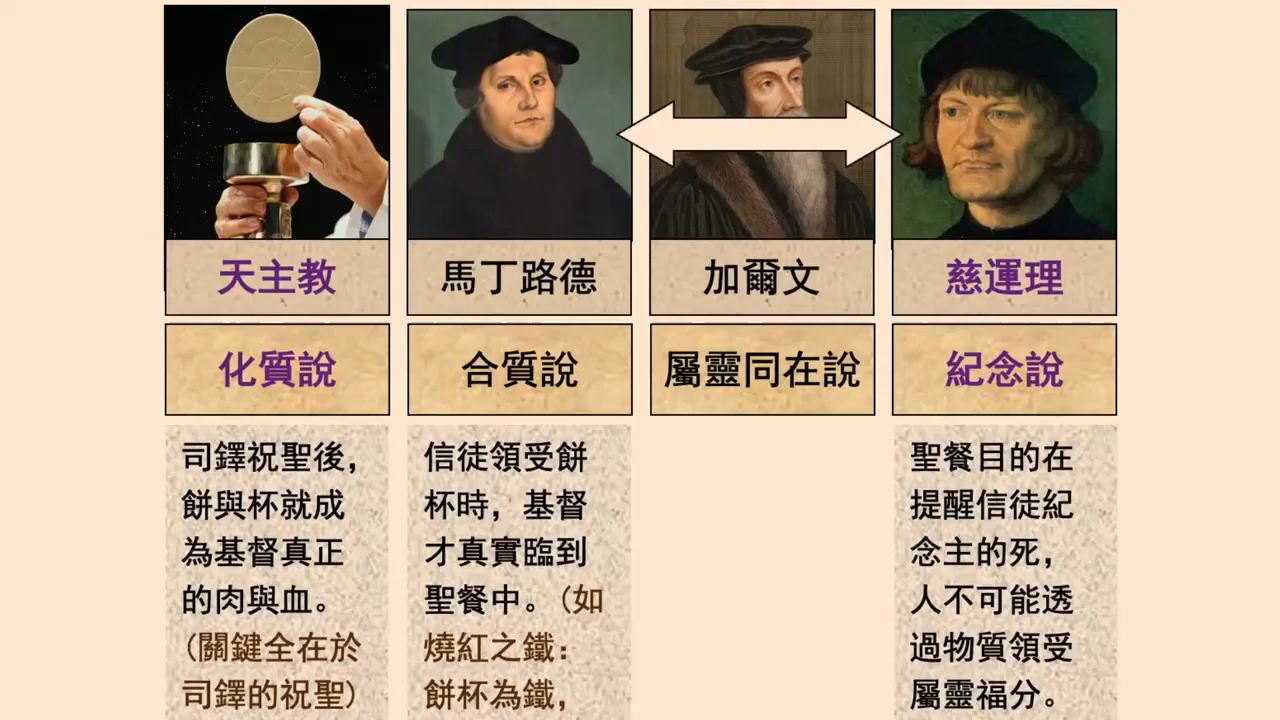 天主教
馬丁路德
加爾文
慈運理
化質說
合質說
屬靈同在說
紀念說
司鐸祝聖後，
餅與杯就成
為基督真正
的肉與血。
(關鍵全在於
司鐸的祝聖)
信徒領受餅
杯時，基督
才真實臨到
聖餐中。(如
燒紅之鐵：
餅杯為鐵，
聖餐目的在
提醒信徒紀
念主的死，
人不可能透
過物質領受
屬靈福分。